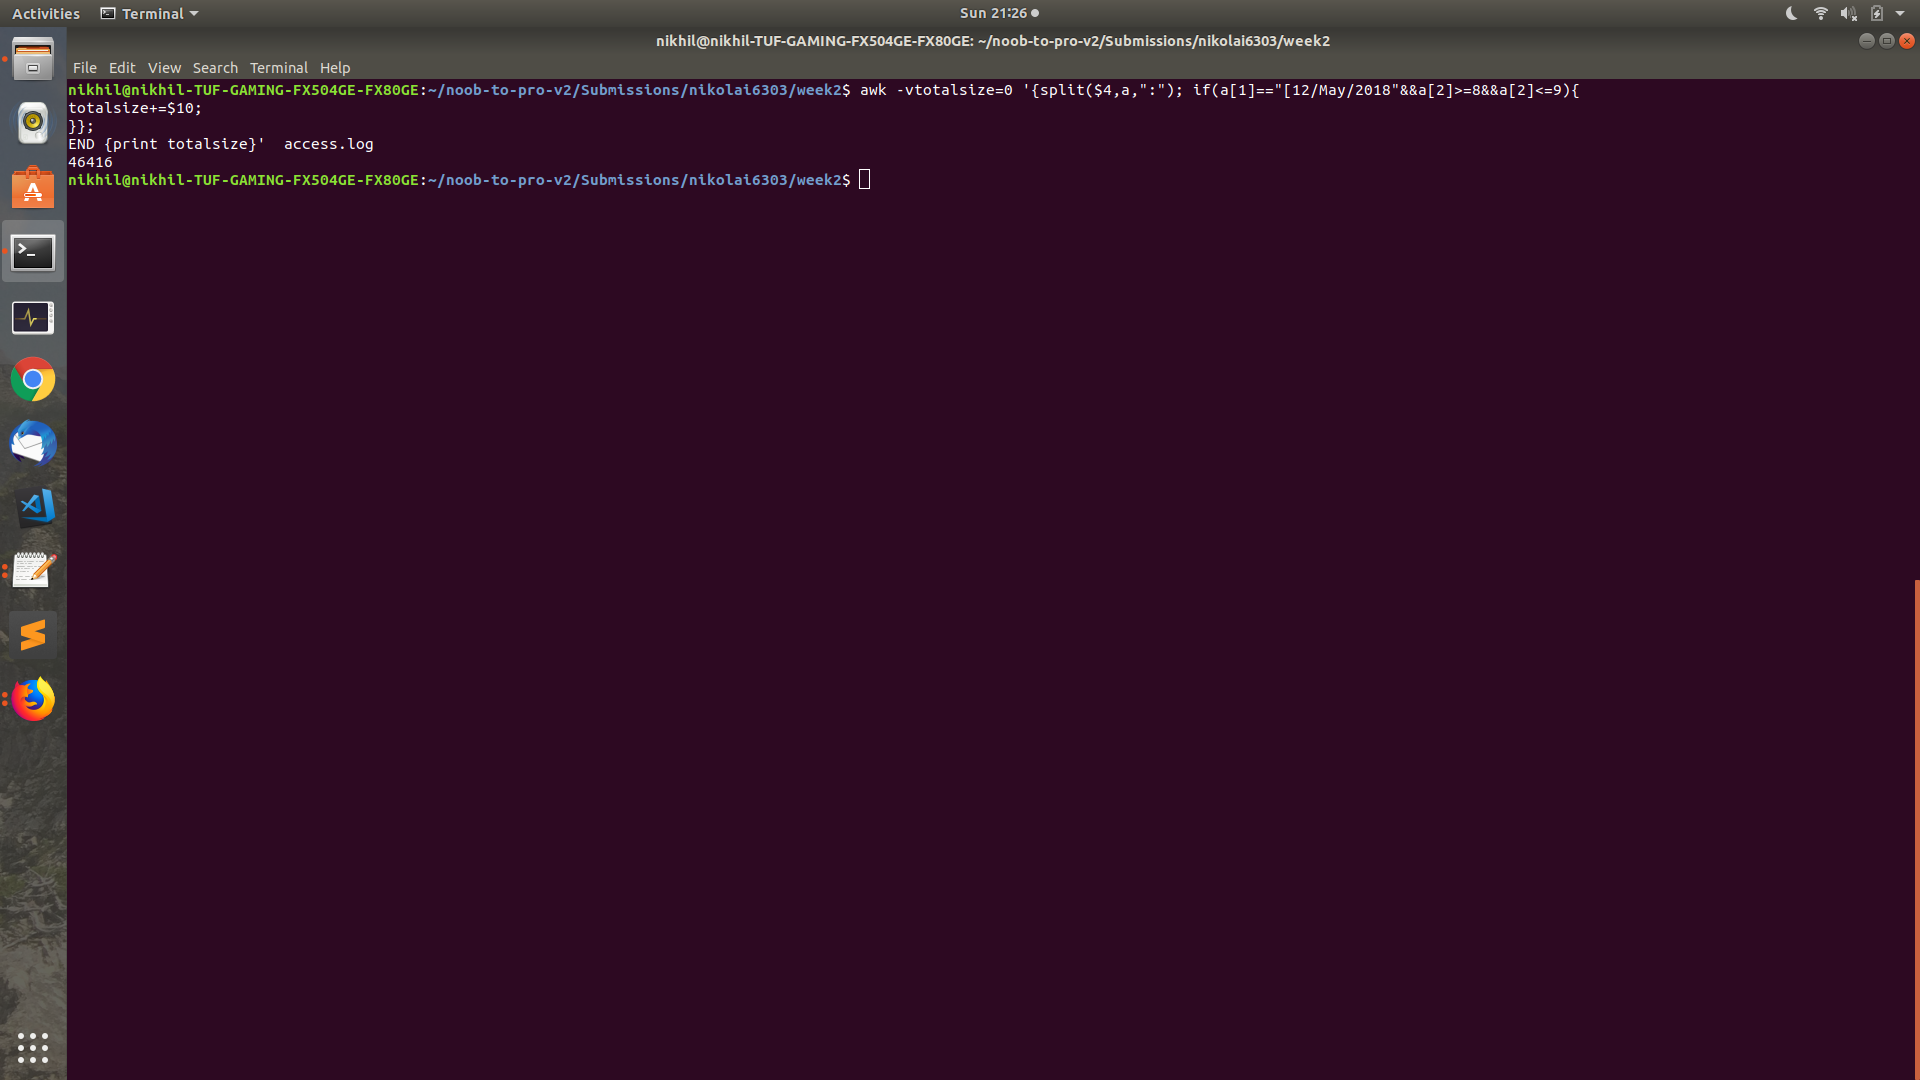 Activities Terminal Sun 21:26
nikhil@nikhil-TUF-GAMING-FX504GE-FX80GE: ~/noob-to-pro-v2/Submissions/nikolai6303/week2
File Edit View Search Terminal Help
nikhil@nikhil-TUF-GAMING-FX504GE-FX80GE:~/noob-to-pro-v2/Submissions/nikolai6303/week2$ awk -vtotalsize=0 '{split($4,a,":"); if(a[1]=="[12/May/2018"&&a[2]>=8&&a[2]<=9){
totalsize+=$10;
}};
END {print totalsize}'  access.log
46416
nikhil@nikhil-TUF-GAMING-FX504GE-FX80GE:~/noob-to-pro-v2/Submissions/nikolai6303/week2$